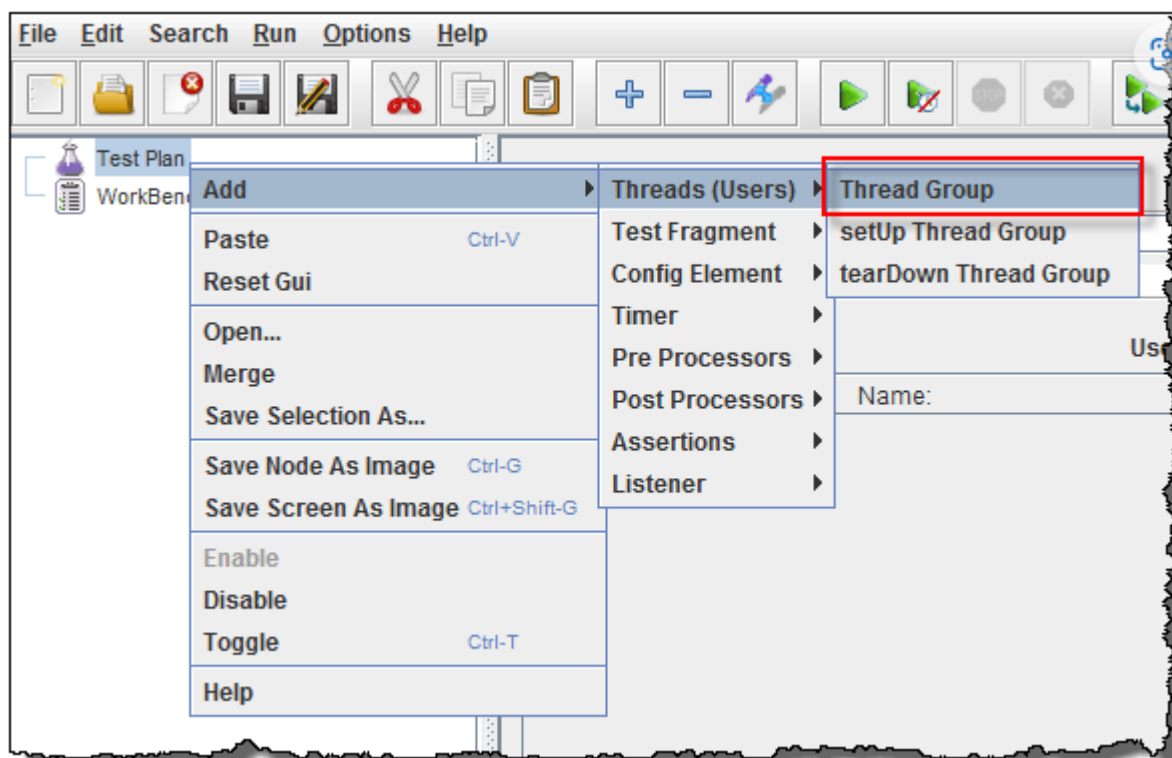 File Edit Search Run Options Help
STOP
Test Plan
WorkBen
Add
Paste Ctrl-V
Reset Gui
Open...
Merge
Save Selection As...
Save Node As Image Ctrl-G
Save Screen As Image Ctrl+Shift-G
Enable
Disable
Toggle Ctrl-T
Help
Threads (Users)
Test Fragment
Config Element
Timer
Pre Processors
Post Processors
Assertions
Listener
Thread Group
setUp Thread Group
tearDown Thread Group
Use
Name: